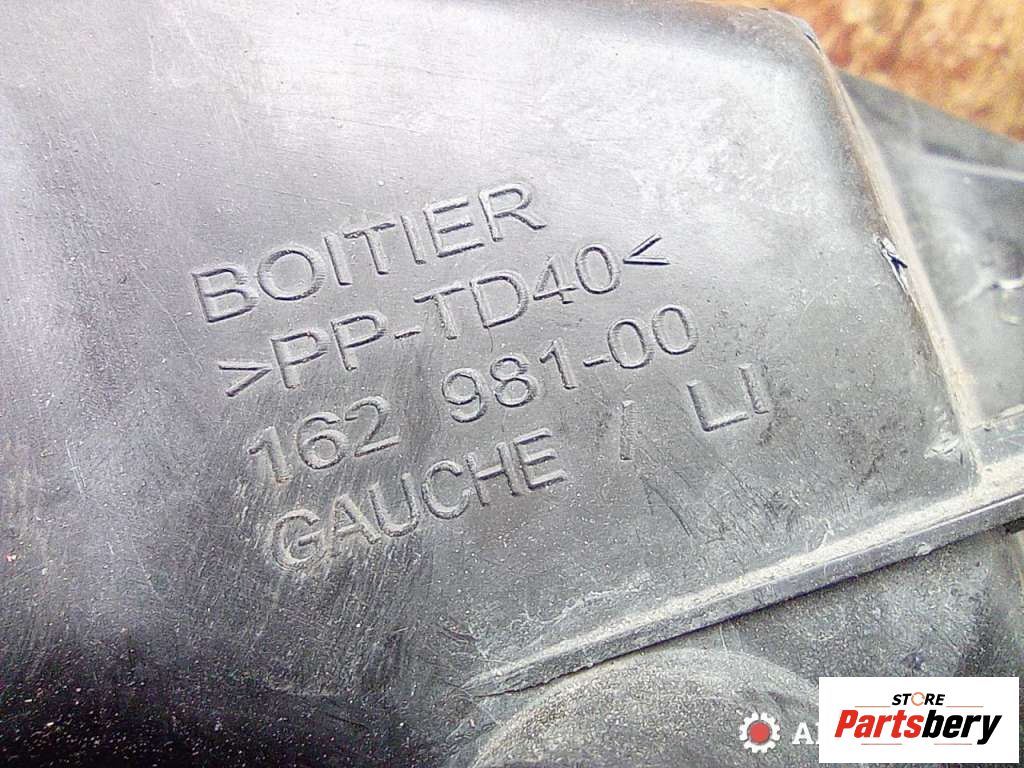 BOITIER
>PP-TD40<
162 981-00
GAUCHE / LI
STORE
Partsbery